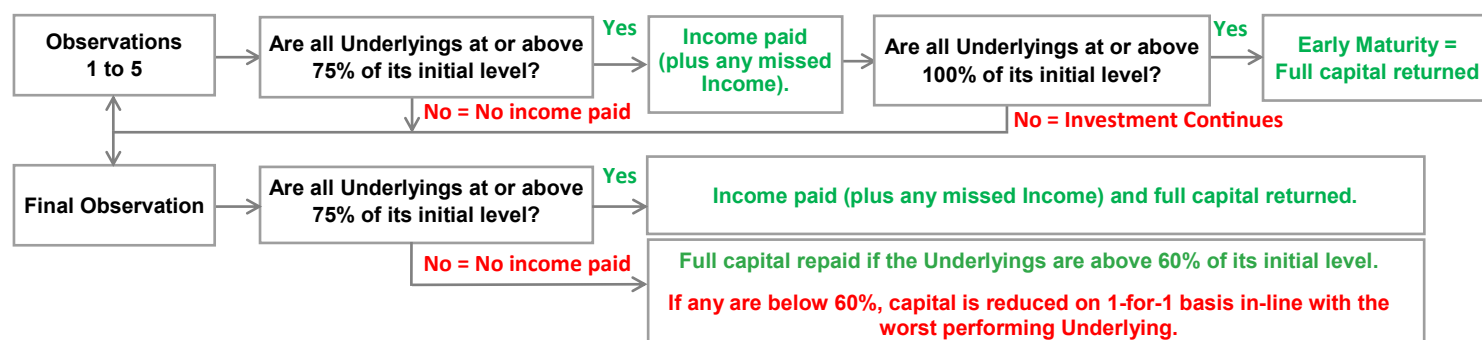 Observations
1 to 5
Are all Underlyings at or above
75% of its initial level?
Yes
Income paid
(plus any missed
Income).
Are all Underlyings at or above
100% of its initial level?
Yes
Early Maturity =
Full capital returned
No = No income paid
No = Investment Continues
Final Observation
Are all Underlyings at or above
75% of its initial level?
Yes
Income paid (plus any missed Income) and full capital returned.
No = No income paid
Full capital repaid if the Underlyings are above 60% of its initial level.
If any are below 60%, capital is reduced on 1-for-1 basis in-line with the
worst performing Underlying.